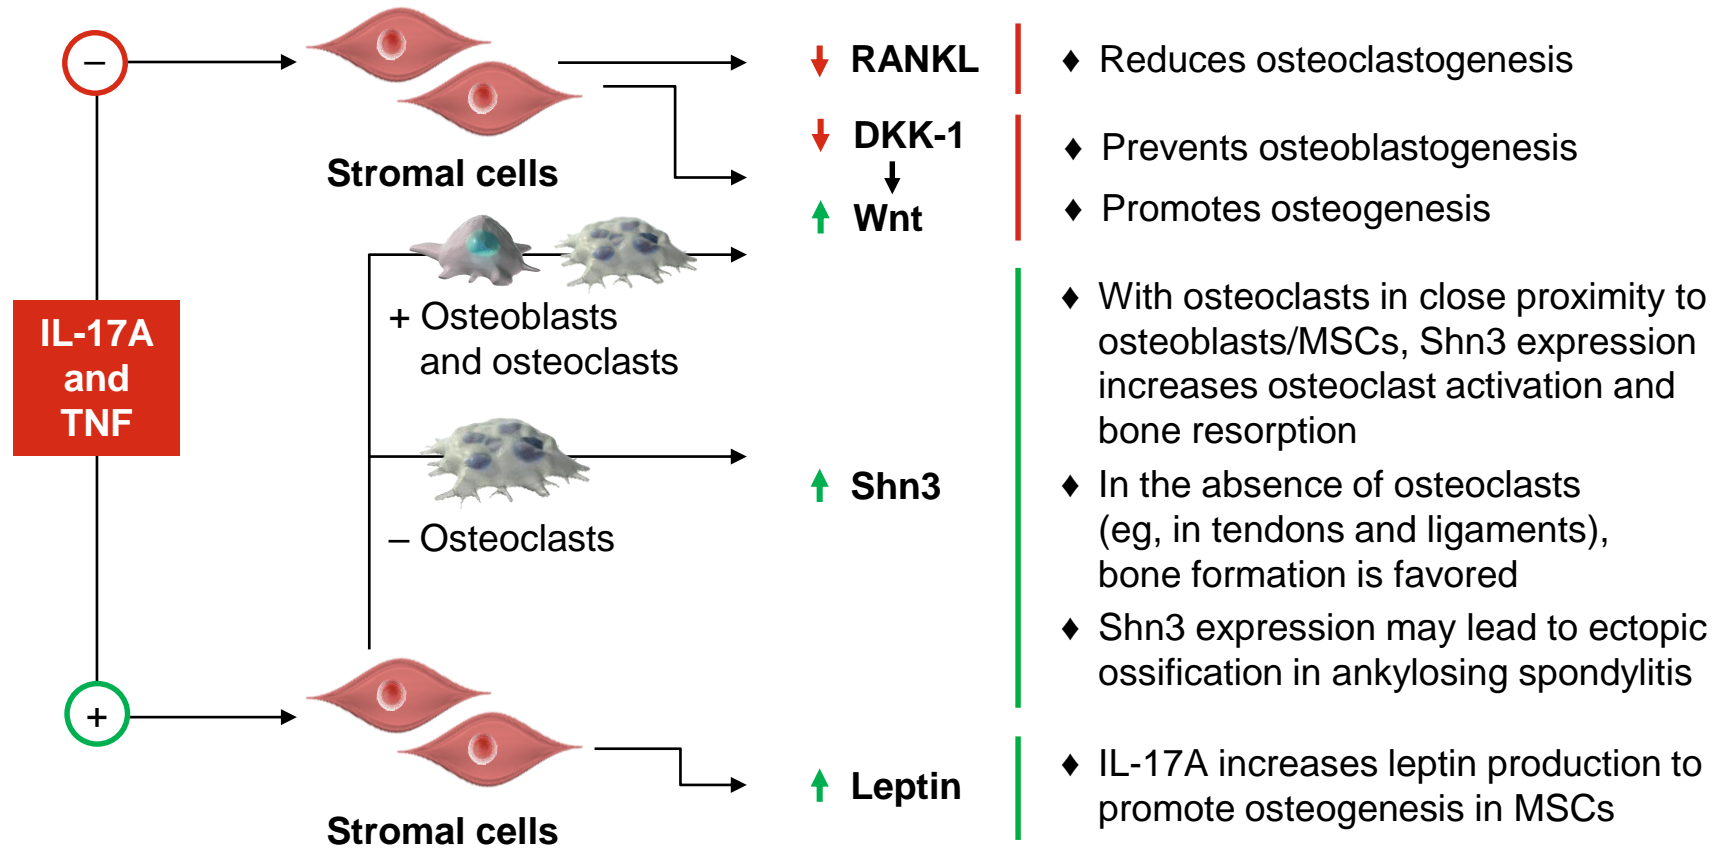 –
Stromal cells
RANKL
♦ Reduces osteoclastogenesis
DKK-1
Wnt
♦ Prevents osteoblastogenesis
♦ Promotes osteogenesis
IL-17A
and
TNF
+ Osteoblasts
and osteoclasts
– Osteoclasts
Shn3
♦ With osteoclasts in close proximity to
osteoblasts/MSCs, Shn3 expression
increases osteoclast activation and
bone resorption
♦ In the absence of osteoclasts
(eg, in tendons and ligaments),
bone formation is favored
♦ Shn3 expression may lead to ectopic
ossification in ankylosing spondylitis
+
Stromal cells
Leptin
♦ IL-17A increases leptin production to
promote osteogenesis in MSCs